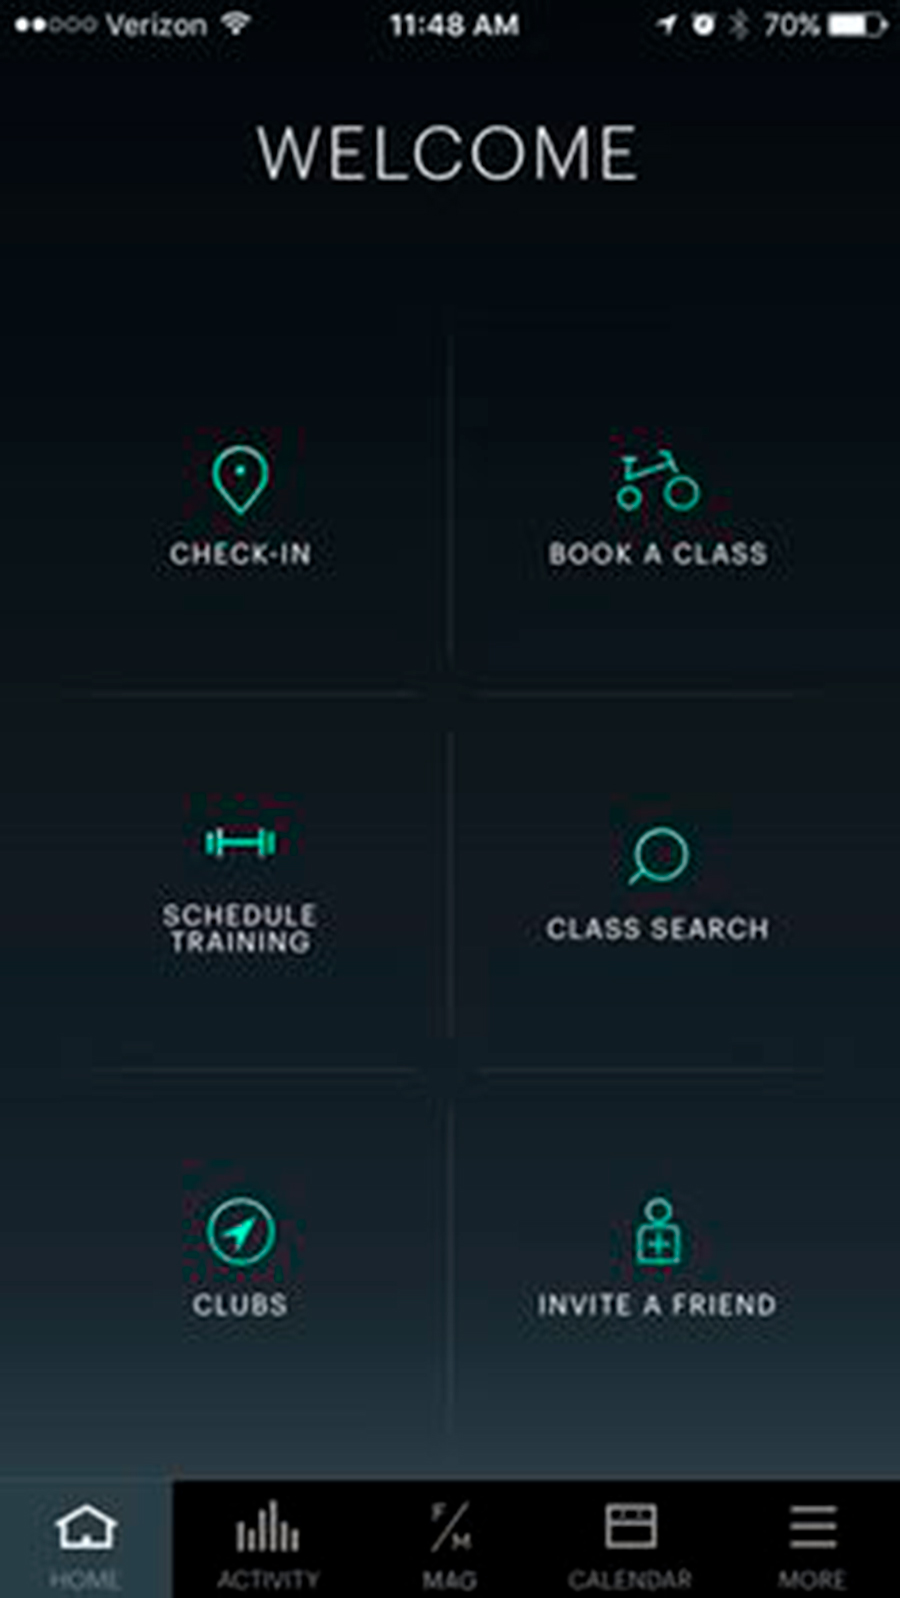 Verizon 11:48 AM 70%
WELCOME
CHECK-IN
BOOK A CLASS
SCHEDULE
TRAINING
CLASS SEARCH
CLUBS
INVITE A FRIEND
F/M
HOME
ACTIVITY
MAG
CALENDAR
MORE